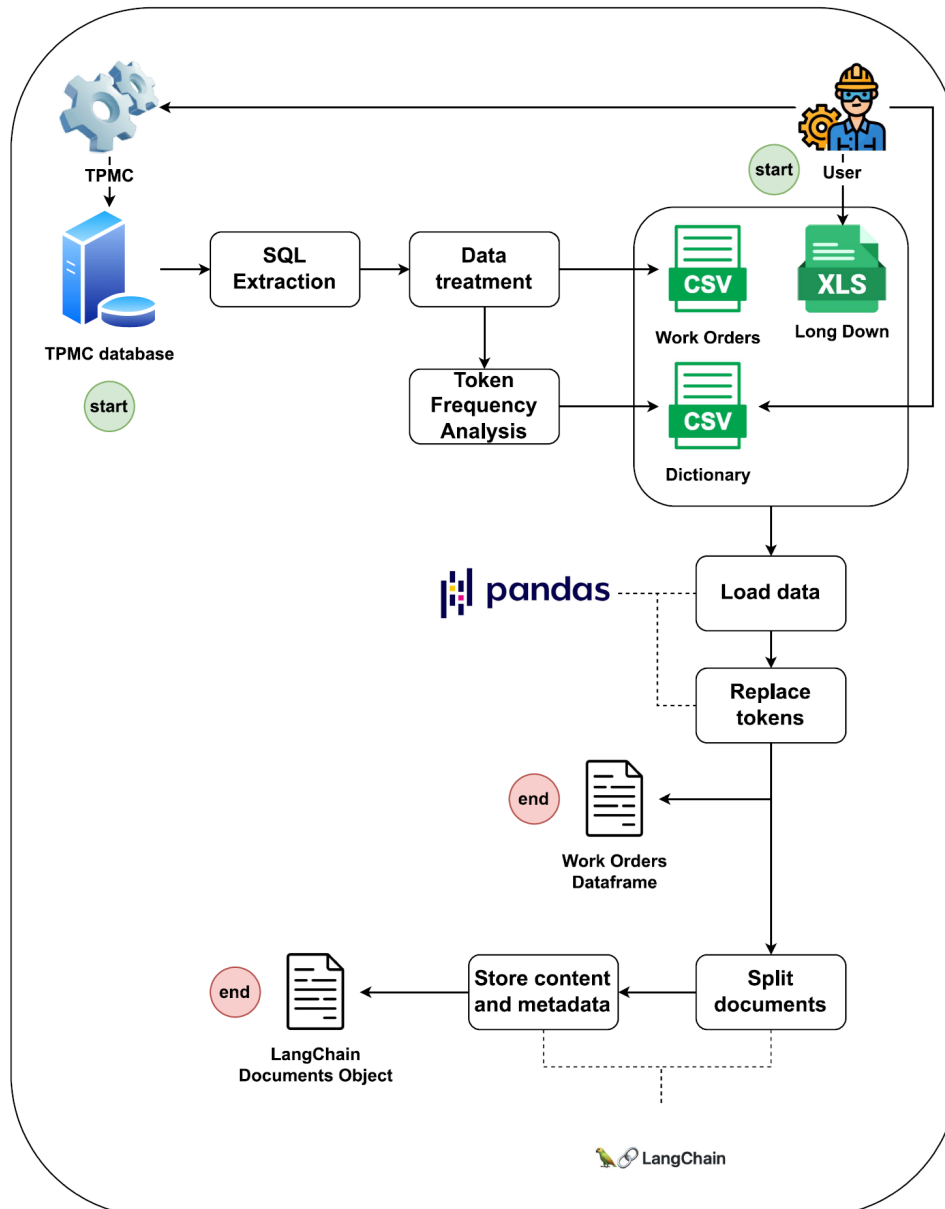 TPMC
start
User
SQL
Extraction
Data
treatment
CSV
XLS
Work Orders
Long Down
TPMC database
start
Token
Frequency
Analysis
CSV
Dictionary
pandas
Load data
Replace
tokens
end
Work Orders
Dataframe
end
Store content
and metadata
Split
documents
LangChain
Documents Object
LangChain